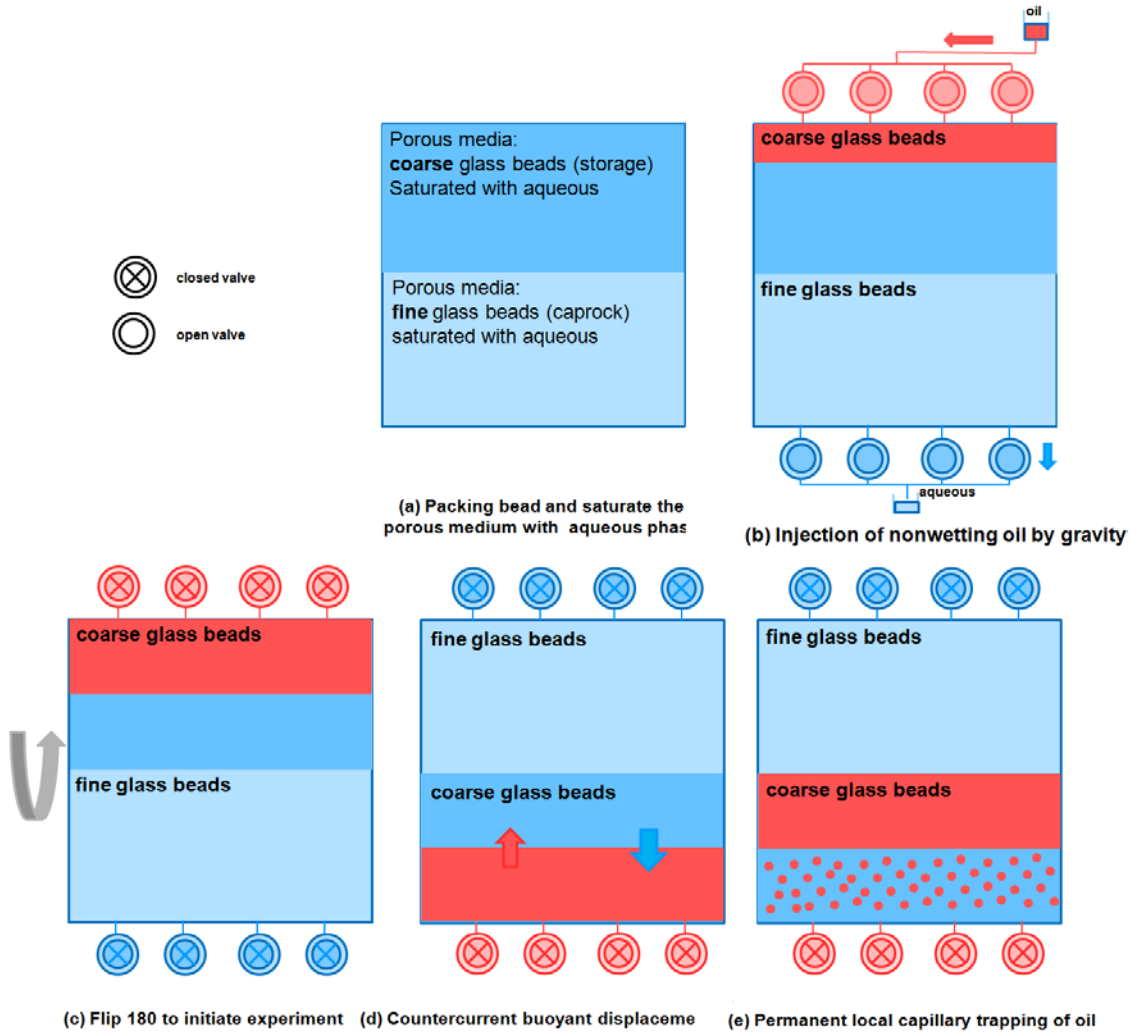 oil
Porous media:
coarse glass beads (storage)
Saturated with aqueous
Porous media:
fine glass beads (caprock)
saturated with aqueous
closed valve
open valve
coarse glass beads
fine glass beads
aqueous
(a) Packing bead and saturate the
porous medium with aqueous phas
(b) Injection of nonwetting oil by gravity
coarse glass beads
fine glass beads
fine glass beads
coarse glass beads
fine glass beads
coarse glass beads
(c) Flip 180 to initiate experiment
(d) Countercurrent buoyant displaceme
(e) Permanent local capillary trapping of oil